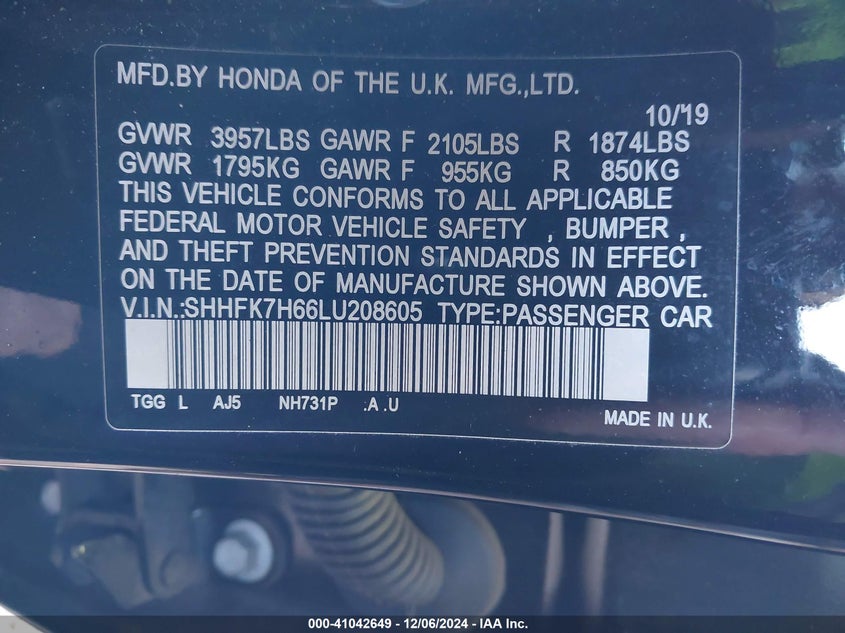 MFD.BY HONDA OF THE U.K. MFG.,LTD.
10/'19
GVWR 3957LBS GAWR F 2105LBS R 1874LBS
GVWR 1795KG GAWR F 955KG R 850KG
THIS VEHICLE CONFORMS TO ALL APPLICABLE
FEDERAL MOTOR VEHICLE SAFETY , BUMPER ,
AND THEFT PREVENTION STANDARDS IN EFFECT
ON THE DATE OF MANUFACTURE SHOWN ABOVE.
V.I.N.:SHHFK7H66LU208605 TYPE:PASSENGER CAR
TGG L AJ5 NH731P .A .U
MADE IN U.K.
000-41042649 - 12/06/2024 - IAA Inc.